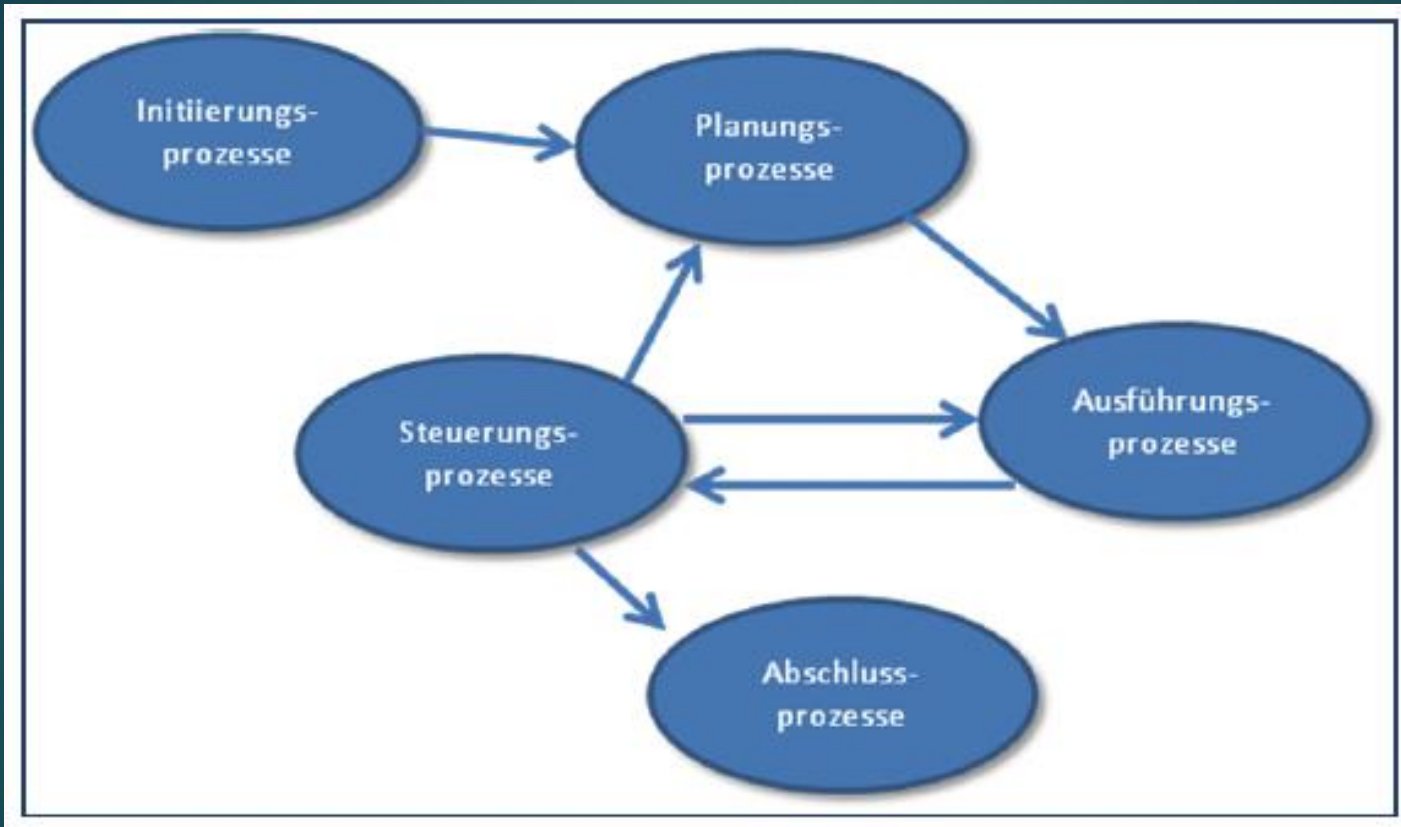 Initiierungs-
prozesse
Planungs-
prozesse
Steuerungs-
prozesse
Ausführungs-
prozesse
Abschluss-
prozesse